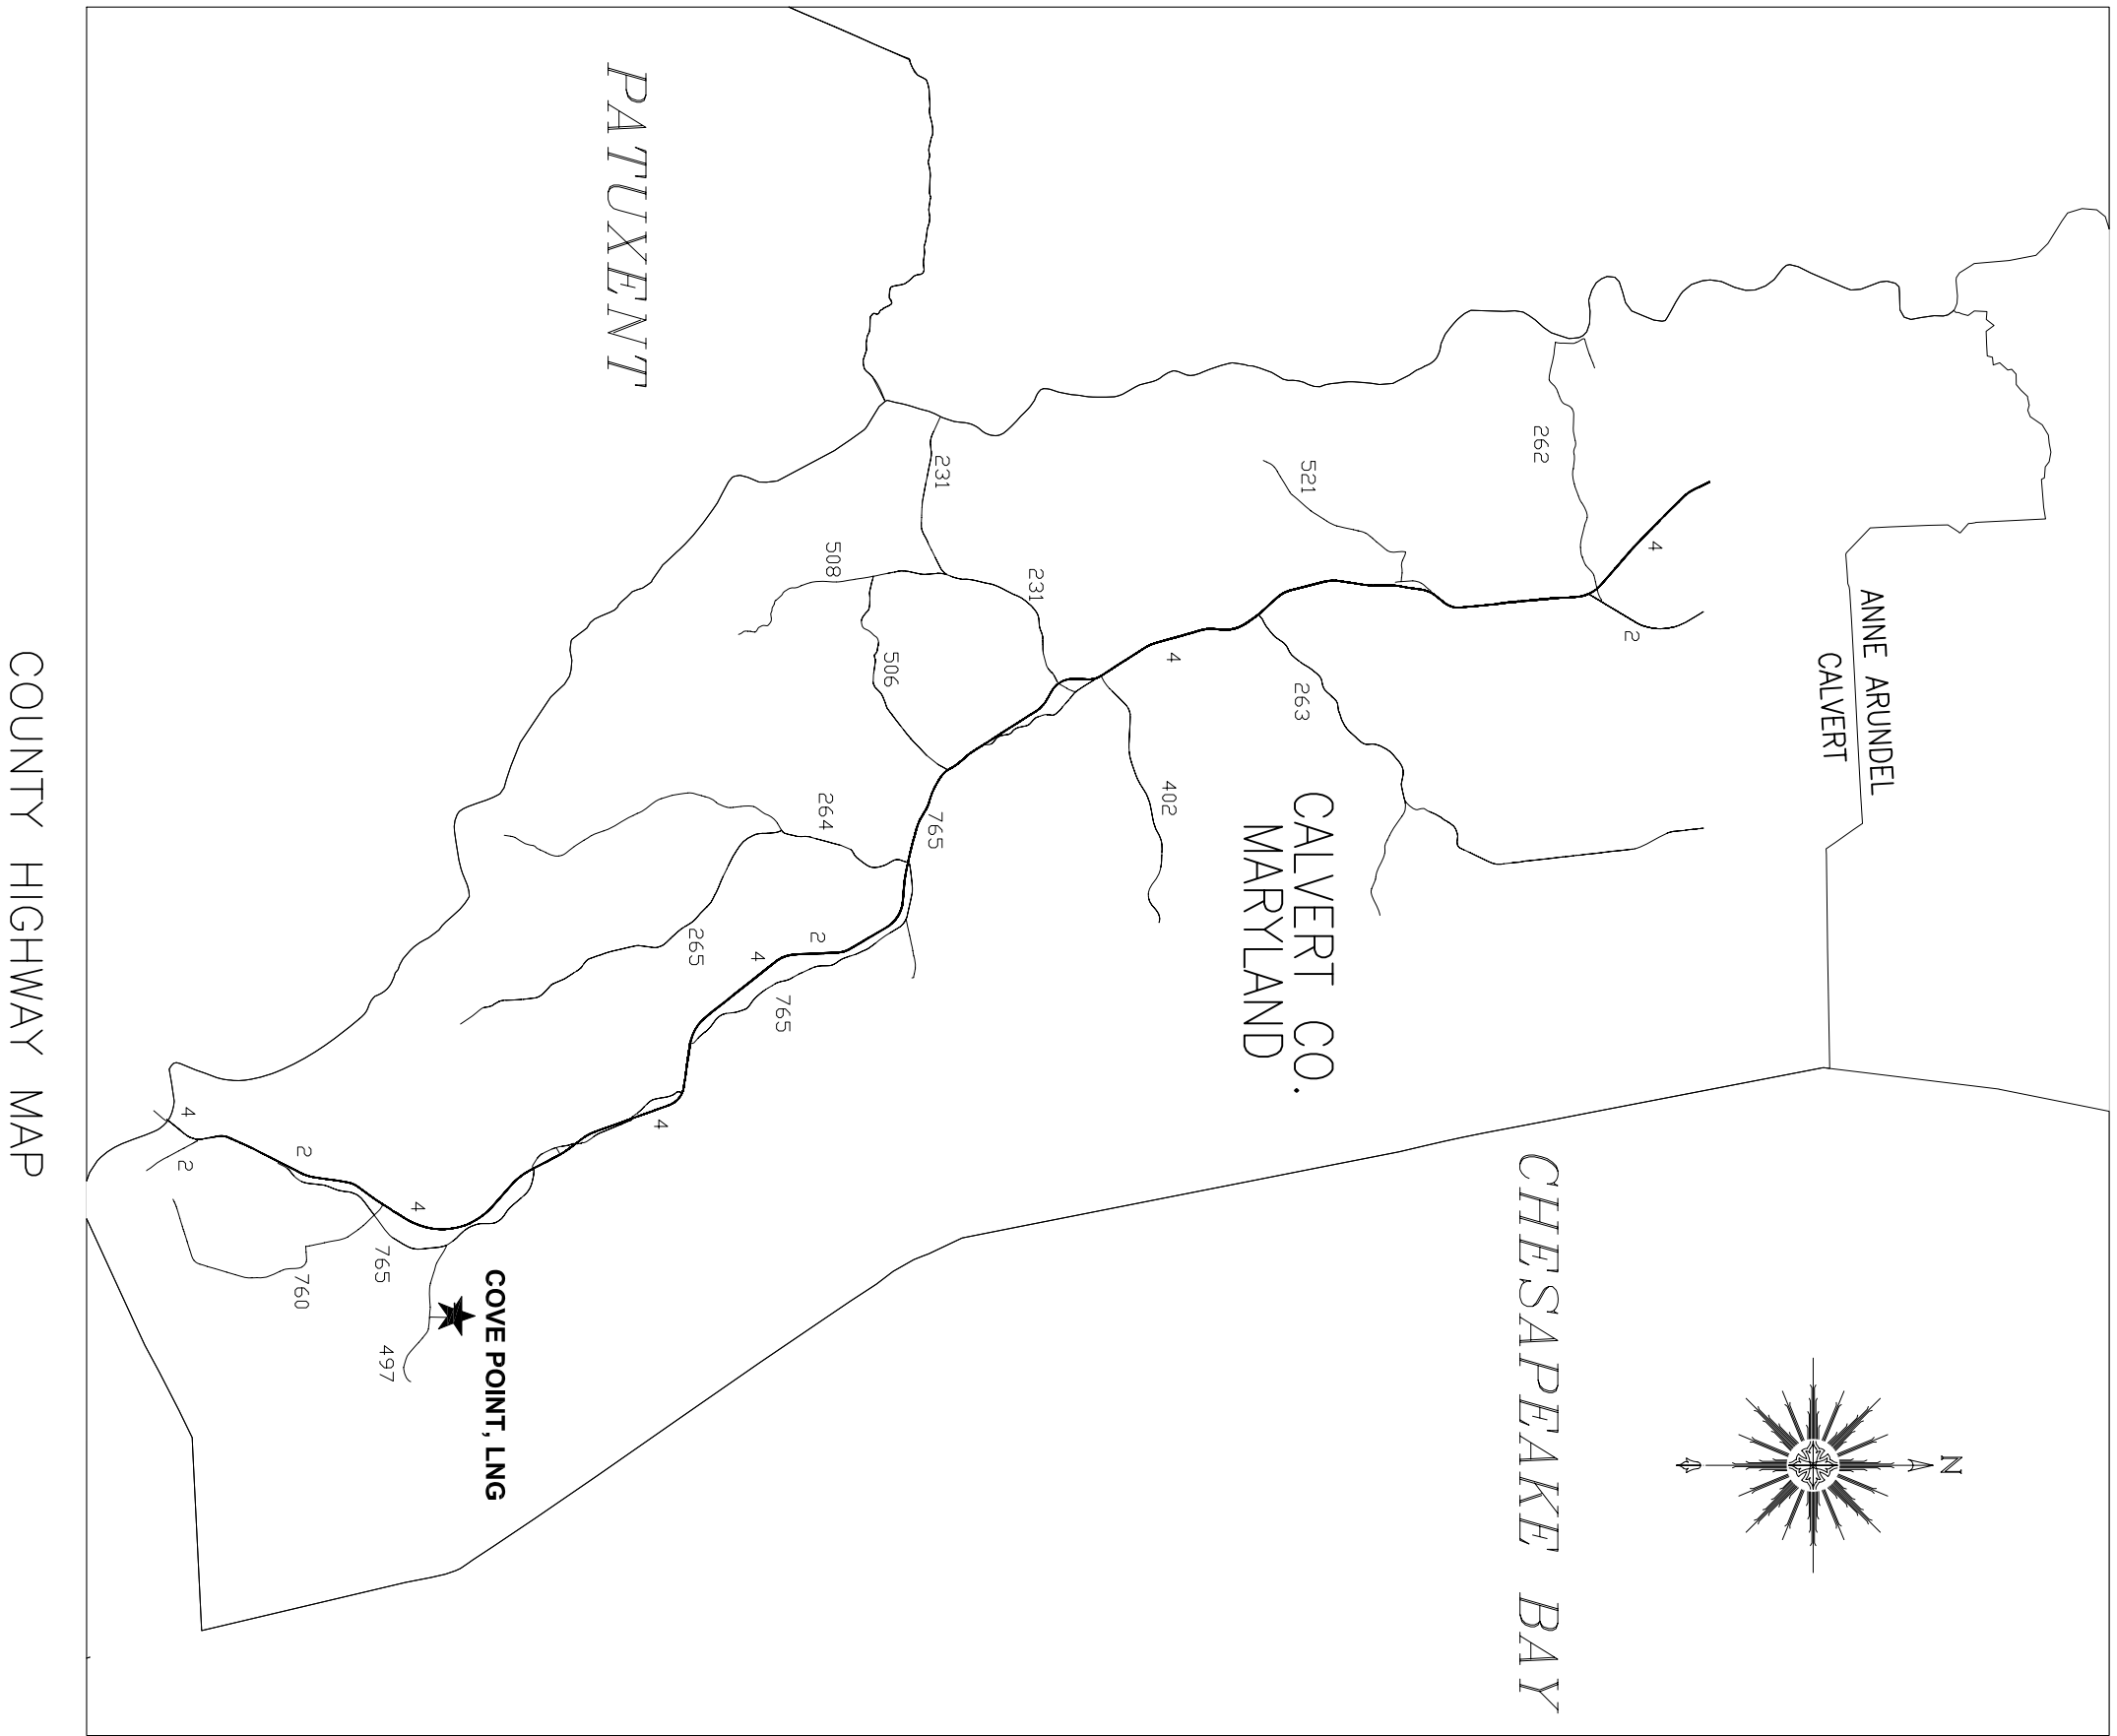 N
ANNE ARUNDEL
CALVERT
4
2
262
CHESAPEAKE BAY
521
263
CALVERT CO.
MARYLAND
4
402
231
231
765
506
508
264
2
765
4
265
4
PATUXENT
COVE POINT, LNG
4
497
765
2
760
4
2
COUNTY HIGHWAY MAP